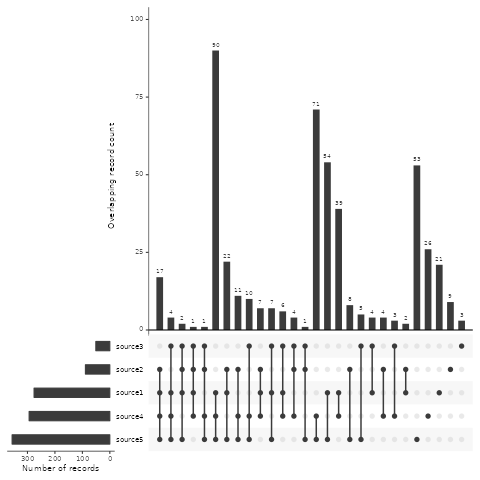 100
75
50
25
0
Overlapping record count
17 4 2 1 1 90 22 11 10 7 7 6 4 1 71 54 39 8 5 4 4 3 2 53 26 21 9 3
source3
source2
source1
source4
source5
300 200 100 0
Number of records